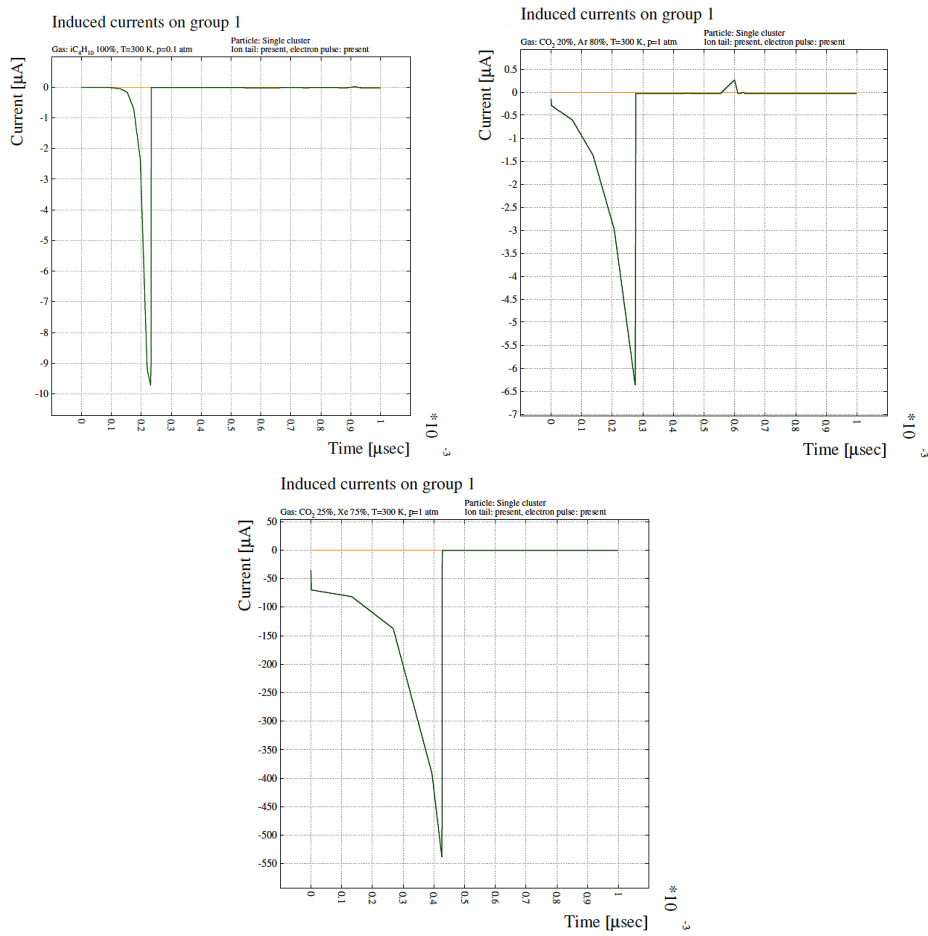 Induced currents on group 1
Gas: iC4H10 100%, T=300 K, p=0.1 atm
Particle: Single cluster
Ion tail: present, electron pulse: present
Current [μA]
0
-1
-2
-3
-4
-5
-6
-7
-8
-9
-10
0 0.1 0.2 0.3 0.4 0.5 0.6 0.7 0.8 0.9 1
*10 -3
Time [μsec]
Induced currents on group 1
Gas: CO2 20%, Ar 80%, T=300 K, p=1 atm
Particle: Single cluster
Ion tail: present, electron pulse: present
Current [μA]
0.5
0
-0.5
-1
-1.5
-2
-2.5
-3
-3.5
-4
-4.5
-5
-5.5
-6
-6.5
-7
0 0.1 0.2 0.3 0.4 0.5 0.6 0.7 0.8 0.9 1
*10 -3
Time [μsec]
Induced currents on group 1
Gas: CO2 25%, Xe 75%, T=300 K, p=1 atm
Particle: Single cluster
Ion tail: present, electron pulse: present
Current [μA]
50
0
-50
-100
-150
-200
-250
-300
-350
-400
-450
-500
-550
0 0.1 0.2 0.3 0.4 0.5 0.6 0.7 0.8 0.9 1
*10 -3
Time [μsec]